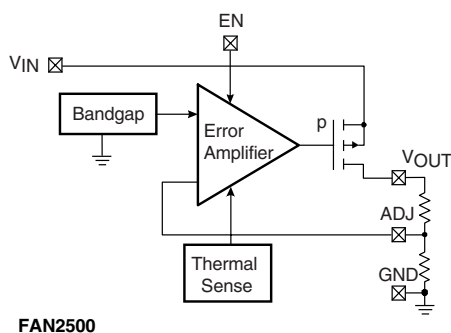 EN
VIN
Bandgap
Error
Amplifier
p
VOUT
ADJ
Thermal
Sense
GND
FAN2500